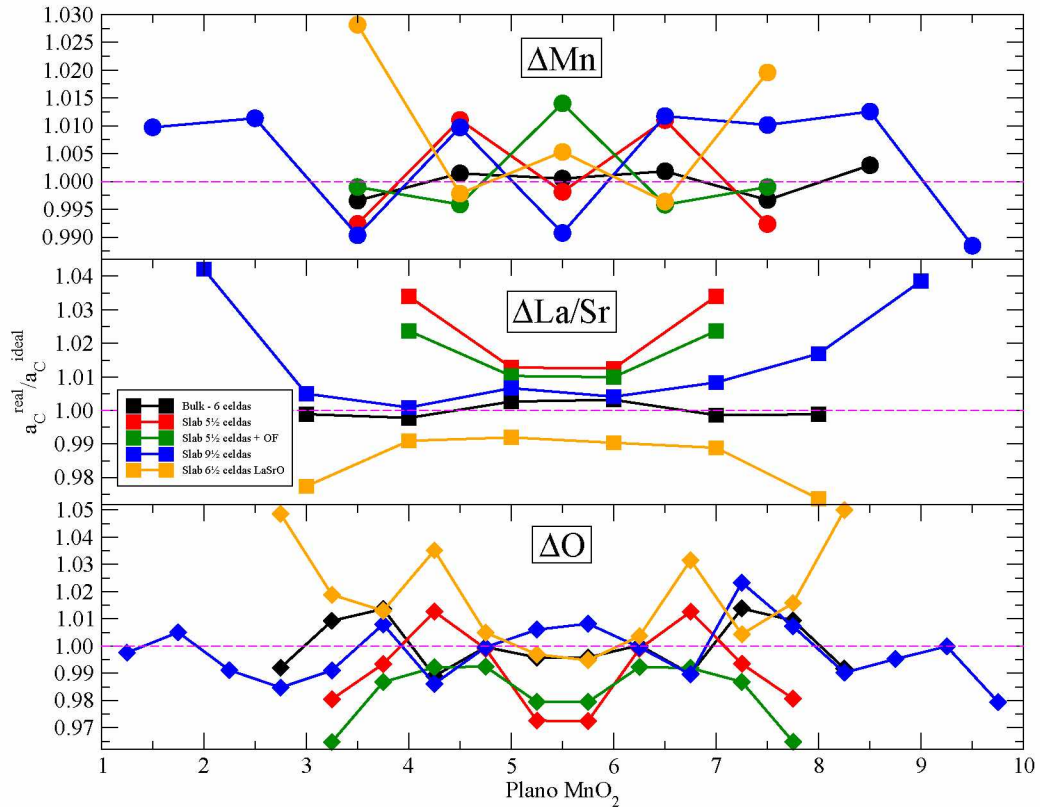 1.030
1.025
1.020
1.015
1.010
1.005
1.000
0.995
0.990
ΔMn
1.04
1.03
1.02
1.01
1.00
0.99
0.98
ΔLa/Sr
a_C^real/a_C^ideal
Bulk - 6 celdas
Slab 5½ celdas
Slab 5½ celdas + OF
Slab 9½ celdas
Slab 6½ celdas LaSrO
1.05
1.04
1.03
1.02
1.01
1.00
0.99
0.98
0.97
ΔO
1 2 3 4 5 6 7 8 9 10
Plano MnO₂